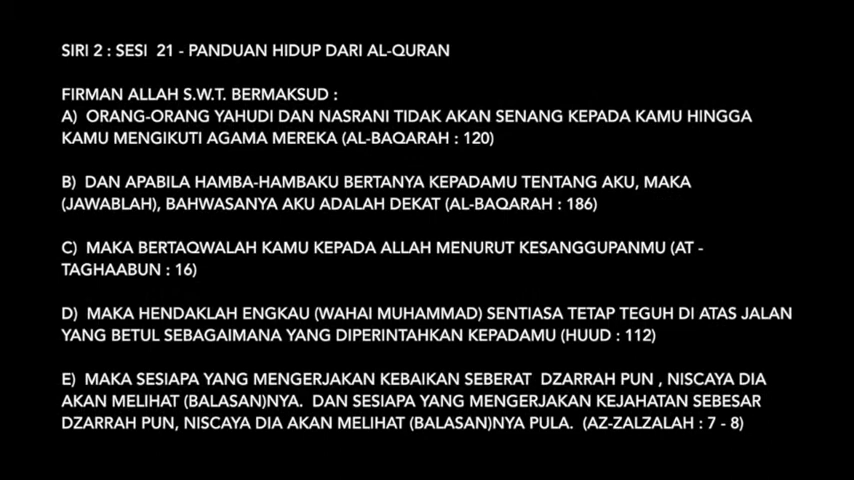 SIRI 2 : SESI 21 - PANDUAN HIDUP DARI AL-QURAN
FIRMAN ALLAH S.W.T. BERMAKSUD :
A) ORANG-ORANG YAHUDI DAN NASRANI TIDAK AKAN SENANG KEPADA KAMU HINGGA
KAMU MENGIKUTI AGAMA MEREKA (AL-BAQARAH : 120)
B) DAN APABILA HAMBA-HAMBAKU BERTANYA KEPADAMU TENTANG AKU, MAKA
(JAWABLAH), BAHWASANYA AKU ADALAH DEKAT (AL-BAQARAH : 186)
C) MAKA BERTAQWALAH KAMU KEPADA ALLAH MENURUT KESANGGUPANMU (AT -
TAGHAABUN : 16)
D) MAKA HENDAKLAH ENGKAU (WAHAI MUHAMMAD) SENTIASA TETAP TEGUH DI ATAS JALAN
YANG BETUL SEBAGAIMANA YANG DIPERINTAHKAN KEPADAMU (HUUD : 112)
E) MAKA SESIAPA YANG MENGERJAKAN KEBAIKAN SEBERAT DZARRAH PUN , NISCAYA DIA
AKAN MELIHAT (BALASAN)NYA. DAN SESIAPA YANG MENGERJAKAN KEJAHATAN SEBESAR
DZARRAH PUN, NISCAYA DIA AKAN MELIHAT (BALASAN)NYA PULA. (AZ-ZALZALAH : 7 - 8)